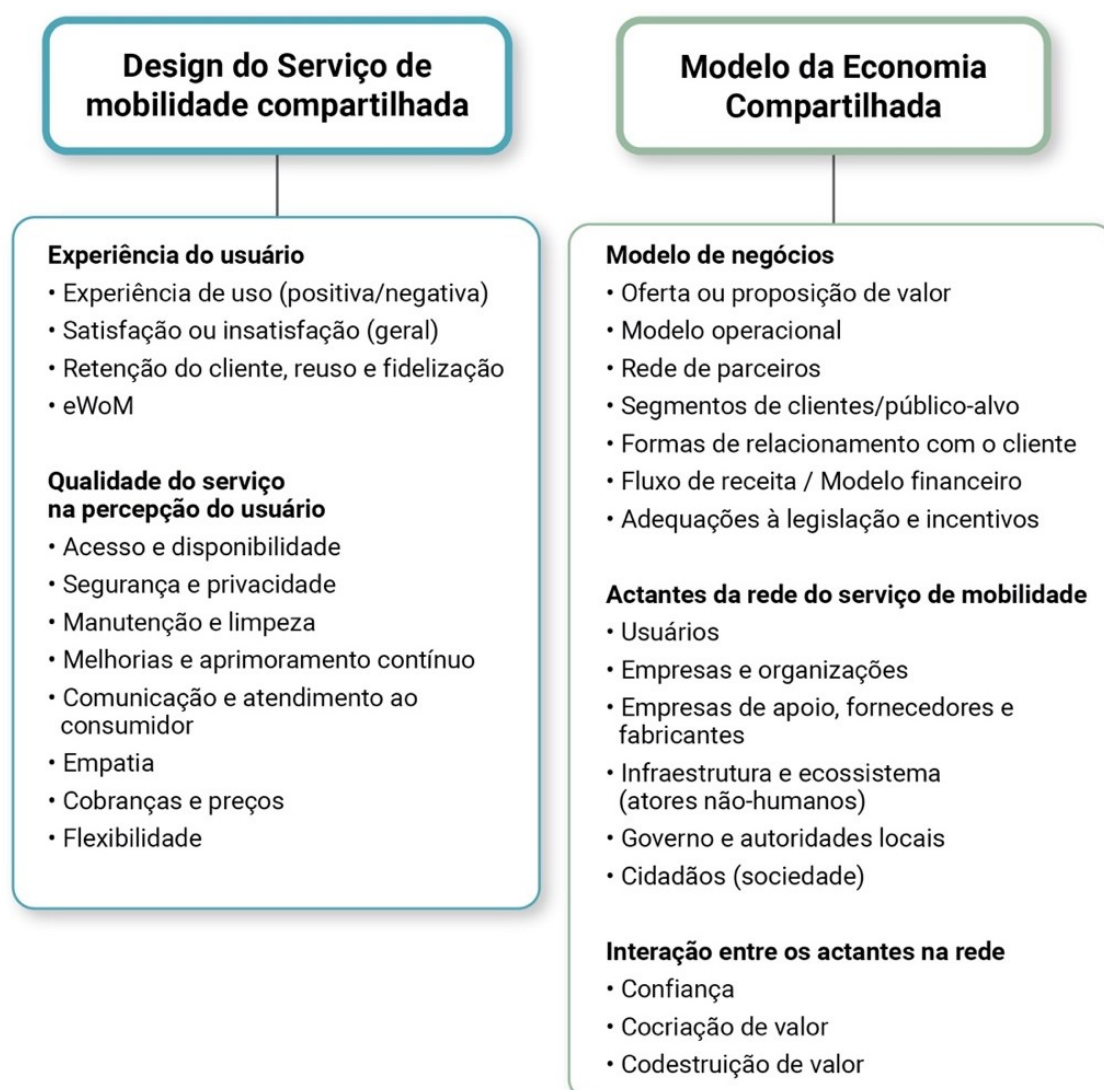 Design do Serviço de
mobilidade compartilhada
Experiência do usuário
• Experiência de uso (positiva/negativa)
• Satisfação ou insatisfação (geral)
• Retenção do cliente, reuso e fidelização
• eWoM
Qualidade do serviço
na percepção do usuário
• Acesso e disponibilidade
• Segurança e privacidade
• Manutenção e limpeza
• Melhorias e aprimoramento contínuo
• Comunicação e atendimento ao
consumidor
• Empatia
• Cobranças e preços
• Flexibilidade
Modelo da Economia
Compartilhada
Modelo de negócios
• Oferta ou proposição de valor
• Modelo operacional
• Rede de parceiros
• Segmentos de clientes/público-alvo
• Formas de relacionamento com o cliente
• Fluxo de receita / Modelo financeiro
• Adequações à legislação e incentivos
Actantes da rede do serviço de mobilidade
• Usuários
• Empresas e organizações
• Empresas de apoio, fornecedores e
fabricantes
• Infraestrutura e ecossistema
(atores não-humanos)
• Governo e autoridades locais
• Cidadãos (sociedade)
Interação entre os actantes na rede
• Confiança
• Cocriação de valor
• Codestruição de valor